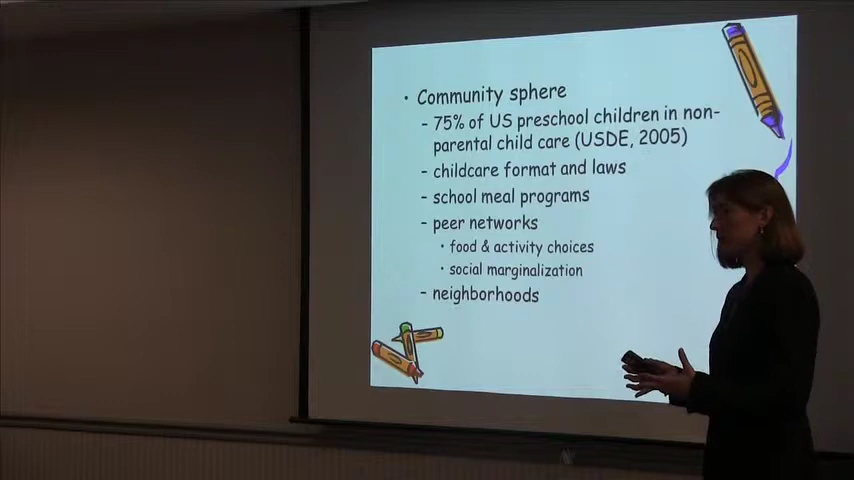 • Community sphere
– 75% of US preschool children in non-
parental child care (USDE, 2005)
– childcare format and laws
– school meal programs
– peer networks
• food & activity choices
• social marginalization
– neighborhoods